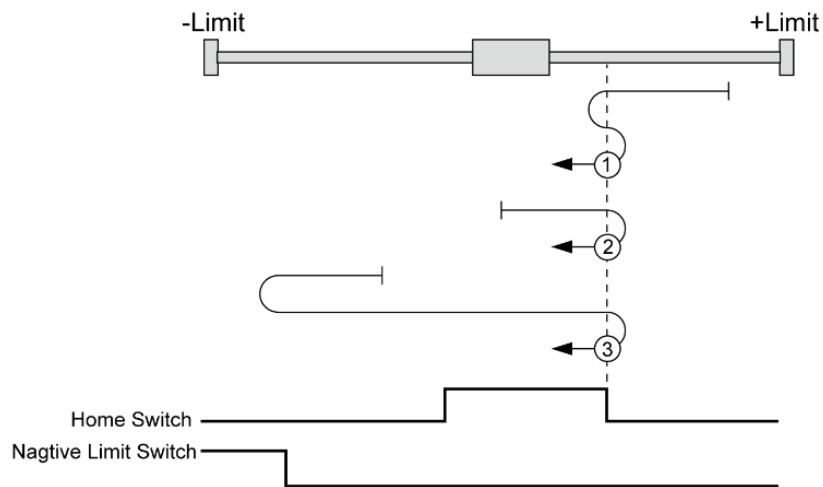 -Limit
+Limit
1
2
3
Home Switch
Nagtive Limit Switch